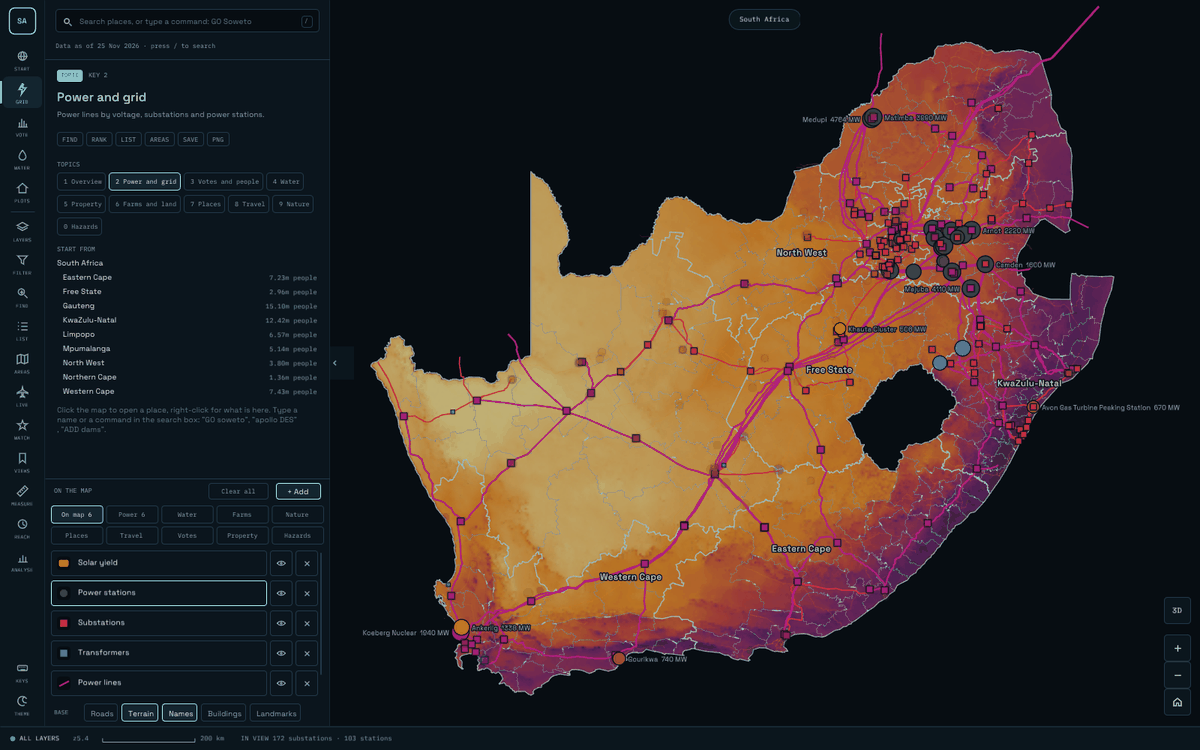 SA
START
GRID
VOTE
WATER
PLOTS
LAYERS
FILTER
FIND
LIST
AREAS
LIVE
WATCH
VIEWS
MEASURE
REACH
ANALYSE
KEYS
THEME
Search places, or type a command: GO Soweto /
Data as of 25 Nov 2026 · press / to search
TOPIC KEY 2
Power and grid
Power lines by voltage, substations and power stations.
FIND RANK LIST AREAS SAVE PNG
TOPICS
1 Overview 2 Power and grid 3 Votes and people 4 Water
5 Property 6 Farms and land 7 Places 8 Travel 9 Nature
0 Hazards
START FROM
South Africa
Eastern Cape 7.23m people
Free State 2.96m people
Gauteng 15.10m people
KwaZulu-Natal 12.42m people
Limpopo 6.57m people
Mpumalanga 5.14m people
North West 3.80m people
Northern Cape 1.36m people
Western Cape 7.43m people
Click the map to open a place, right-click for what is here. Type a
name or a command in the search box: "GO soweto", "apollo DES"
, "ADD dams".
ON THE MAP Clear all + Add
On map 6 Power 6 Water Farms Nature
Places Travel Votes Property Hazards
Solar yield
Power stations
Substations
Transformers
Power lines
BASE Roads Terrain Names Buildings Landmarks
South Africa
Medupi 4764 MW
Matimba 3990 MW
North West
Arnot 2220 MW
Camden 1600 MW
Majuba 4110 MW
Khauta Cluster 506 MW
Free State
KwaZulu-Natal
Avon Gas Turbine Peaking Station 670 MW
Eastern Cape
Western Cape
Ankerlig 1338 MW
Koeberg Nuclear 1940 MW
Gourikwa 740 MW
3D
+
−
ALL LAYERS z5.4 200 km IN VIEW 172 substations · 103 stations